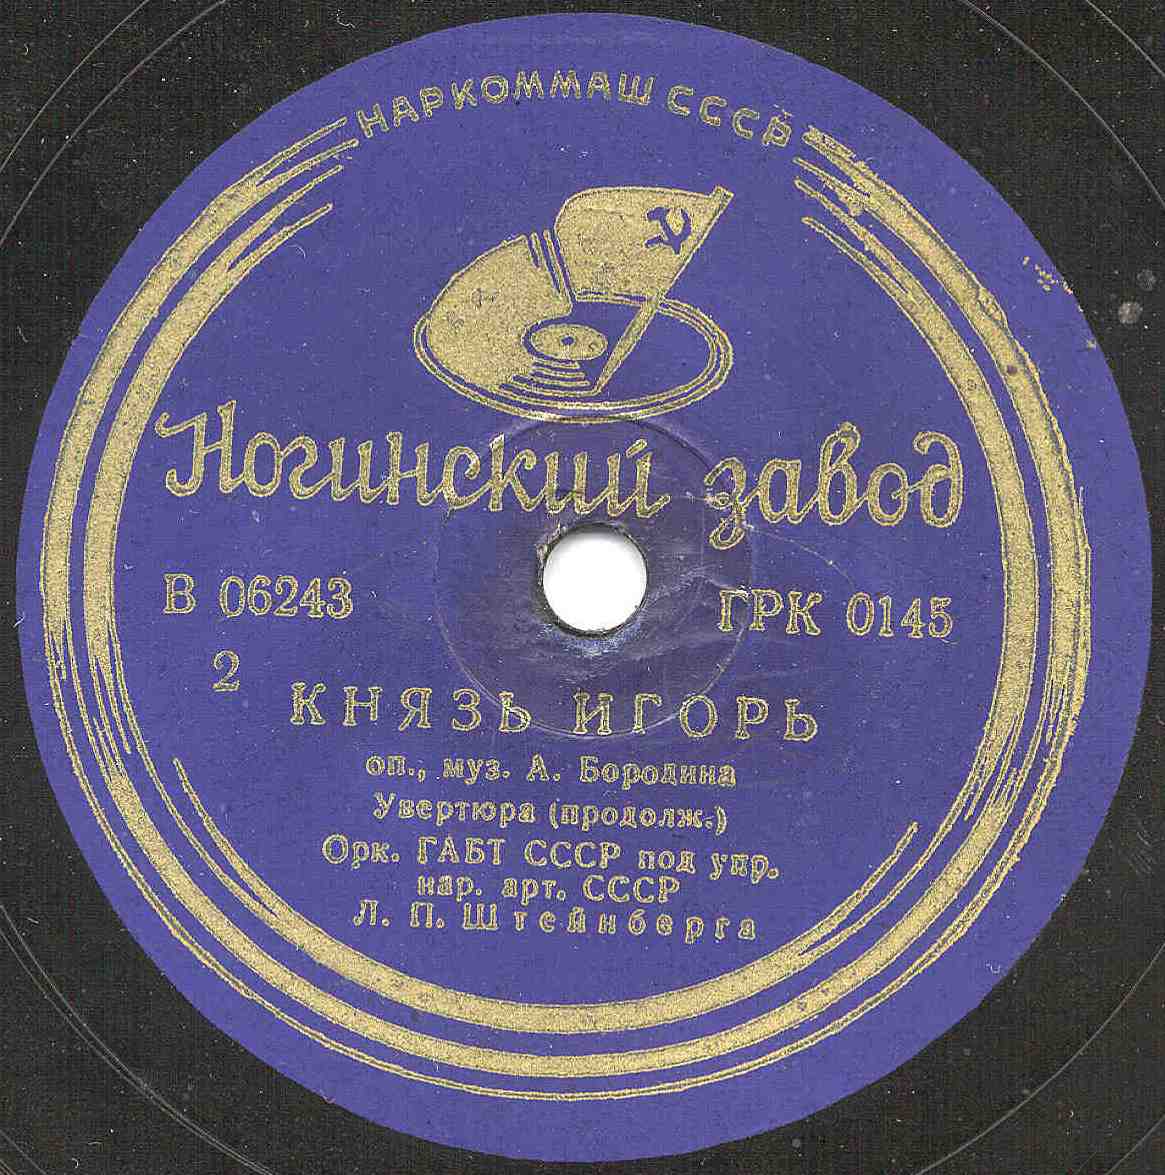 НАРКОММАШ СССР
Ногинский завод
В 06243 ГРК 0145
2
КНЯЗЬ ИГОРЬ
оп., муз. А. Бородина
Увертюра (продолж.)
Орк. ГАБТ СССР под упр.
нар. арт. СССР
Л. П. Штейнберга